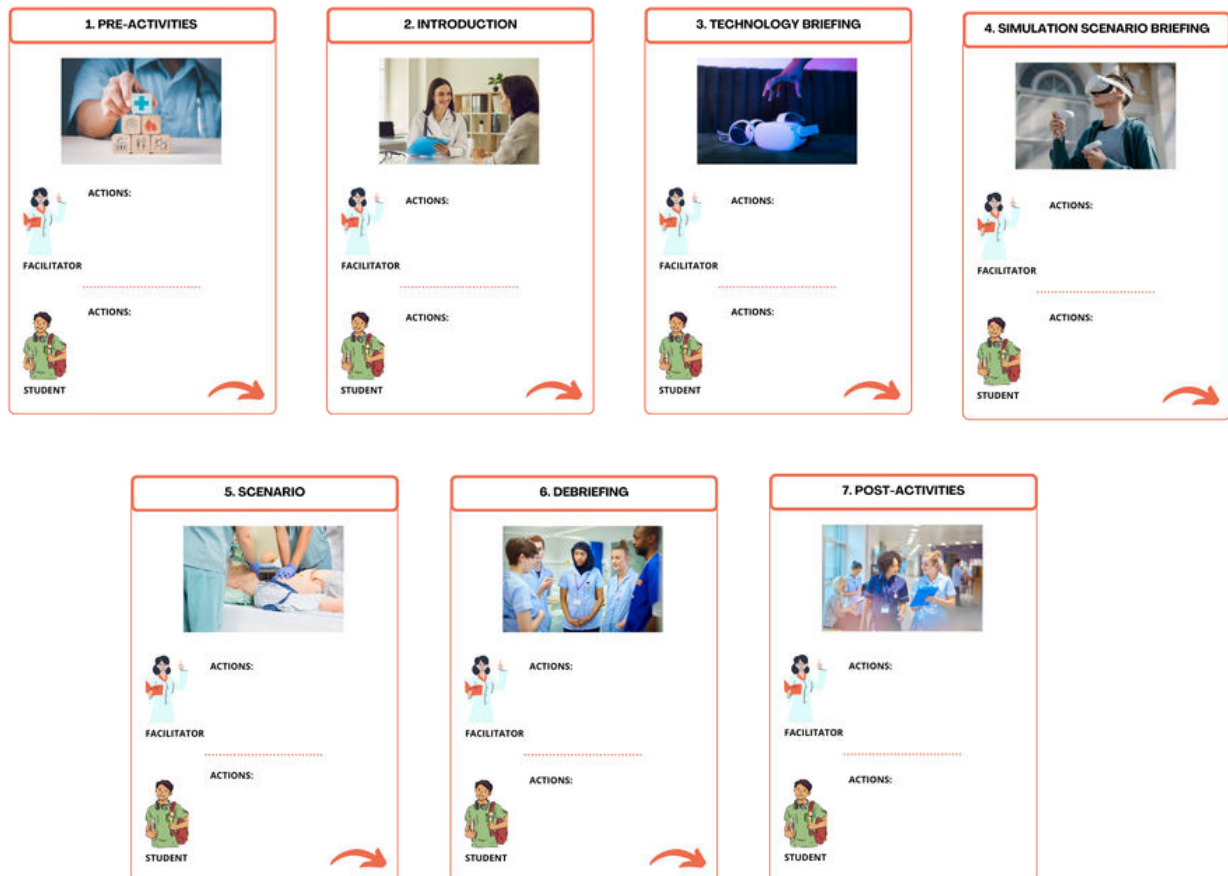 1. PRE-ACTIVITIES
ACTIONS:
FACILITATOR
ACTIONS:
STUDENT
2. INTRODUCTION
ACTIONS:
FACILITATOR
ACTIONS:
STUDENT
3. TECHNOLOGY BRIEFING
ACTIONS:
FACILITATOR
ACTIONS:
STUDENT
4. SIMULATION SCENARIO BRIEFING
ACTIONS:
FACILITATOR
ACTIONS:
STUDENT
5. SCENARIO
ACTIONS:
FACILITATOR
ACTIONS:
STUDENT
6. DEBRIEFING
ACTIONS:
FACILITATOR
ACTIONS:
STUDENT
7. POST-ACTIVITIES
ACTIONS:
FACILITATOR
ACTIONS:
STUDENT